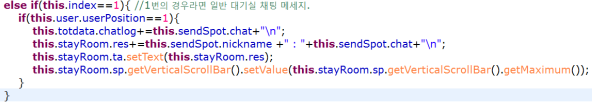 else if(this.index==1){ //1번의 경우라면 일반 대기실 채팅 메세지.
if(this.user.userPosition==1){
this.totdata.chatlog+=this.sendSpot.chat+"\n";
this.stayRoom.res+=this.sendSpot.nickname +" : "+this.sendSpot.chat+"\n";
this.stayRoom.ta.setText(this.stayRoom.res);
this.stayRoom.sp.getVerticalScrollBar().setValue(this.stayRoom.sp.getVerticalScrollBar().getMaximum());
}
}